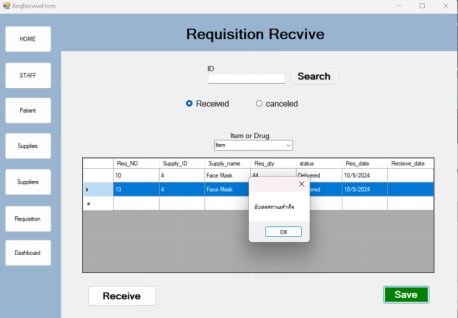 ReqRecviveFrom
Requisition Recvive
HOME
STAFF
Patient
Supplies
Suppliers
Requisition
Dashboard
ID
Search
Received canceled
Item or Drug
Item
Req_NO Supply_ID Supply_name Req_qty status Req_date Recieve_date
10 4 Face Mask 44 Delivered 10/9/2024
13 4 Face Mask 10/9/2024
อัปเดตสถานะสำเร็จ
OK
Receive
Save